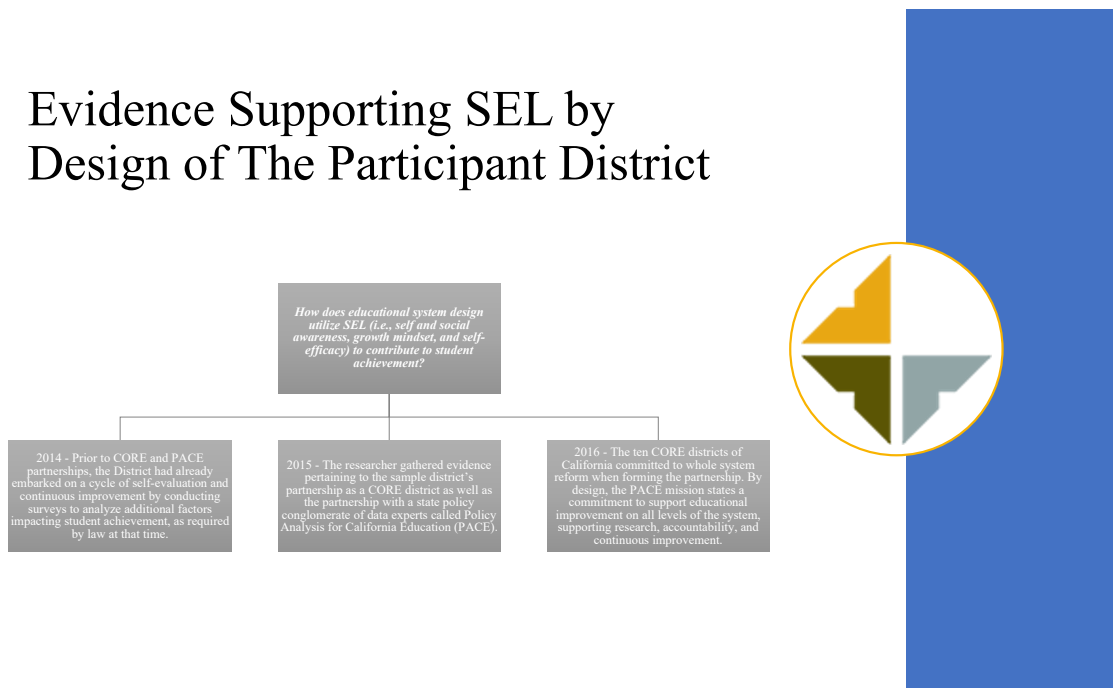 Evidence Supporting SEL by
Design of The Participant District
How does educational system design
utilize SEL (i.e., self and social
awareness, growth mindset, and self-
efficacy) to contribute to student
achievement?
2014 - Prior to CORE and PACE
partnerships, the District had already
embarked on a cycle of self-evaluation and
continuous improvement by conducting
surveys to analyze additional factors
impacting student achievement, as required
by law at that time.
2015 - The researcher gathered evidence
pertaining to the sample district's
partnership as a CORE district as well as
the partnership with a state policy
conglomerate of data experts called Policy
Analysis for California Education (PACE).
2016 - The ten CORE districts of
California committed to whole system
reform when forming the partnership. By
design, the PACE mission states a
commitment to support educational
improvement on all levels of the system,
supporting research, accountability, and
continuous improvement.